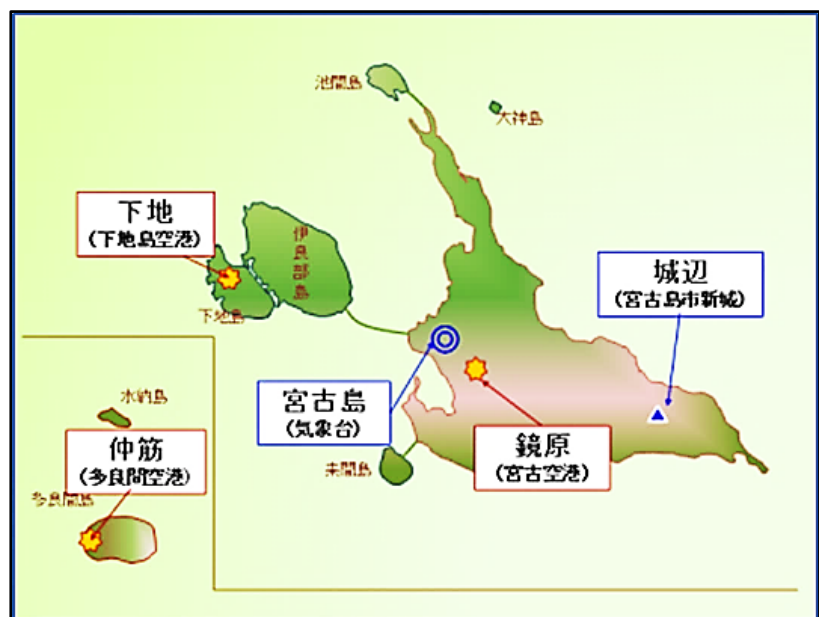 池間島
大神島
下地
(下地島空港)
伊良部島
下地島
城辺
(宮古島市新城)
宮古島
(気象台)
鏡原
(宮古空港)
来間島
水納島
仲筋
(多良間空港)
多良間島